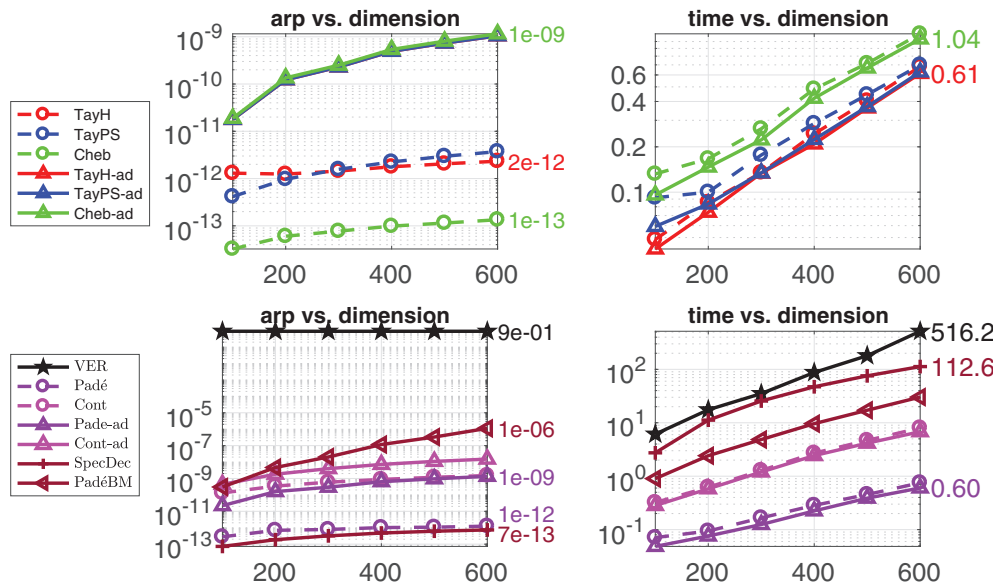 arp vs. dimension
time vs. dimension
TayH
TayPS
Cheb
TayH-ad
TayPS-ad
Cheb-ad
10^-9
10^-10
10^-11
10^-12
10^-13
1e-09
2e-12
1e-13
200 400 600
0.6
0.4
0.2
0.1
1.04
0.61
200 400 600
arp vs. dimension
time vs. dimension
VER
Padé
Cont
Pade-ad
Cont-ad
SpecDec
PadéBM
10^-5
10^-7
10^-9
10^-11
10^-13
9e-01
1e-06
1e-09
1e-12
7e-13
200 400 600
10^2
10^1
10^0
10^-1
516.2
112.6
0.60
200 400 600